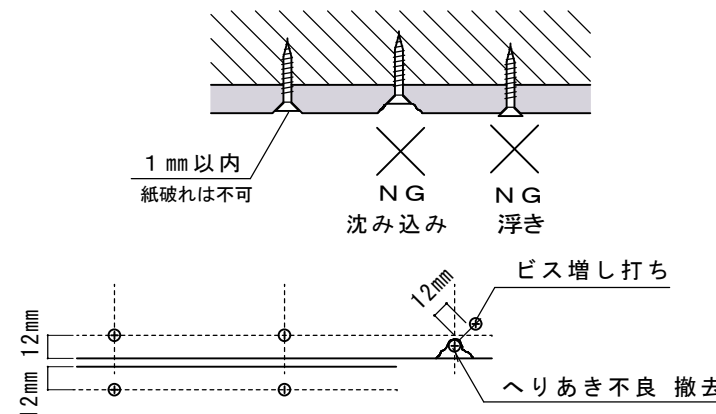 1㎜以内
紙破れは不可
NG
沈み込み
NG
浮き
ビス増し打ち
12㎜
12㎜
12㎜
へりあき不良 撤去